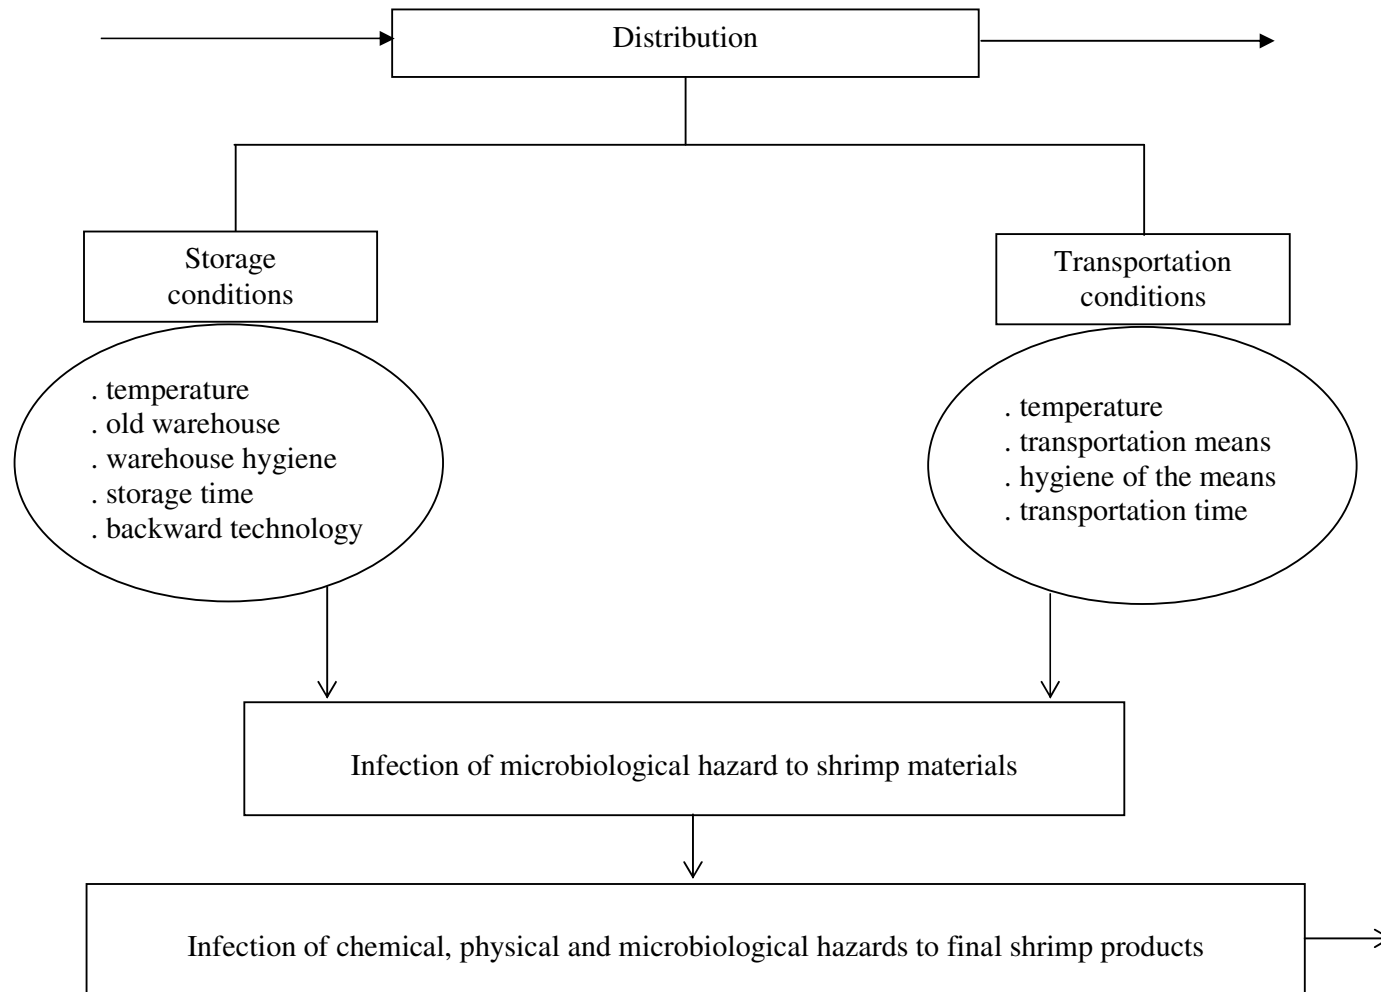 Distribution
Storage
conditions
Transportation
conditions
. temperature
. old warehouse
. warehouse hygiene
. storage time
. backward technology
. temperature
. transportation means
. hygiene of the means
. transportation time
Infection of microbiological hazard to shrimp materials
Infection of chemical, physical and microbiological hazards to final shrimp products